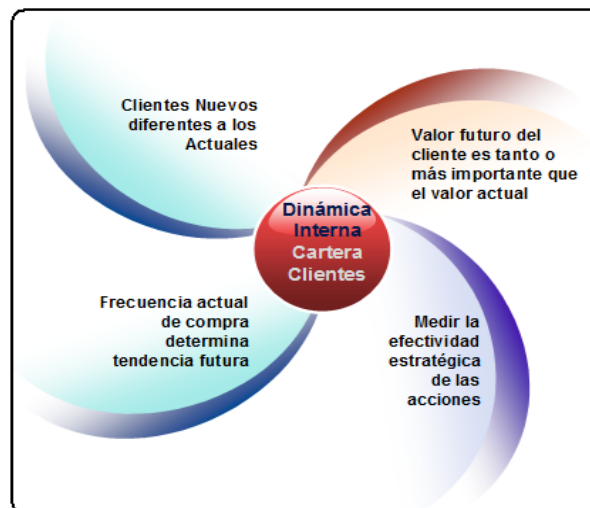 Clientes Nuevos
diferentes a los
Actuales
Valor futuro del
cliente es tanto o
más importante que
el valor actual
Dinámica
Interna
Cartera
Clientes
Frecuencia actual
de compra
determina
tendencia futura
Medir la
efectividad
estratégica
de las
acciones